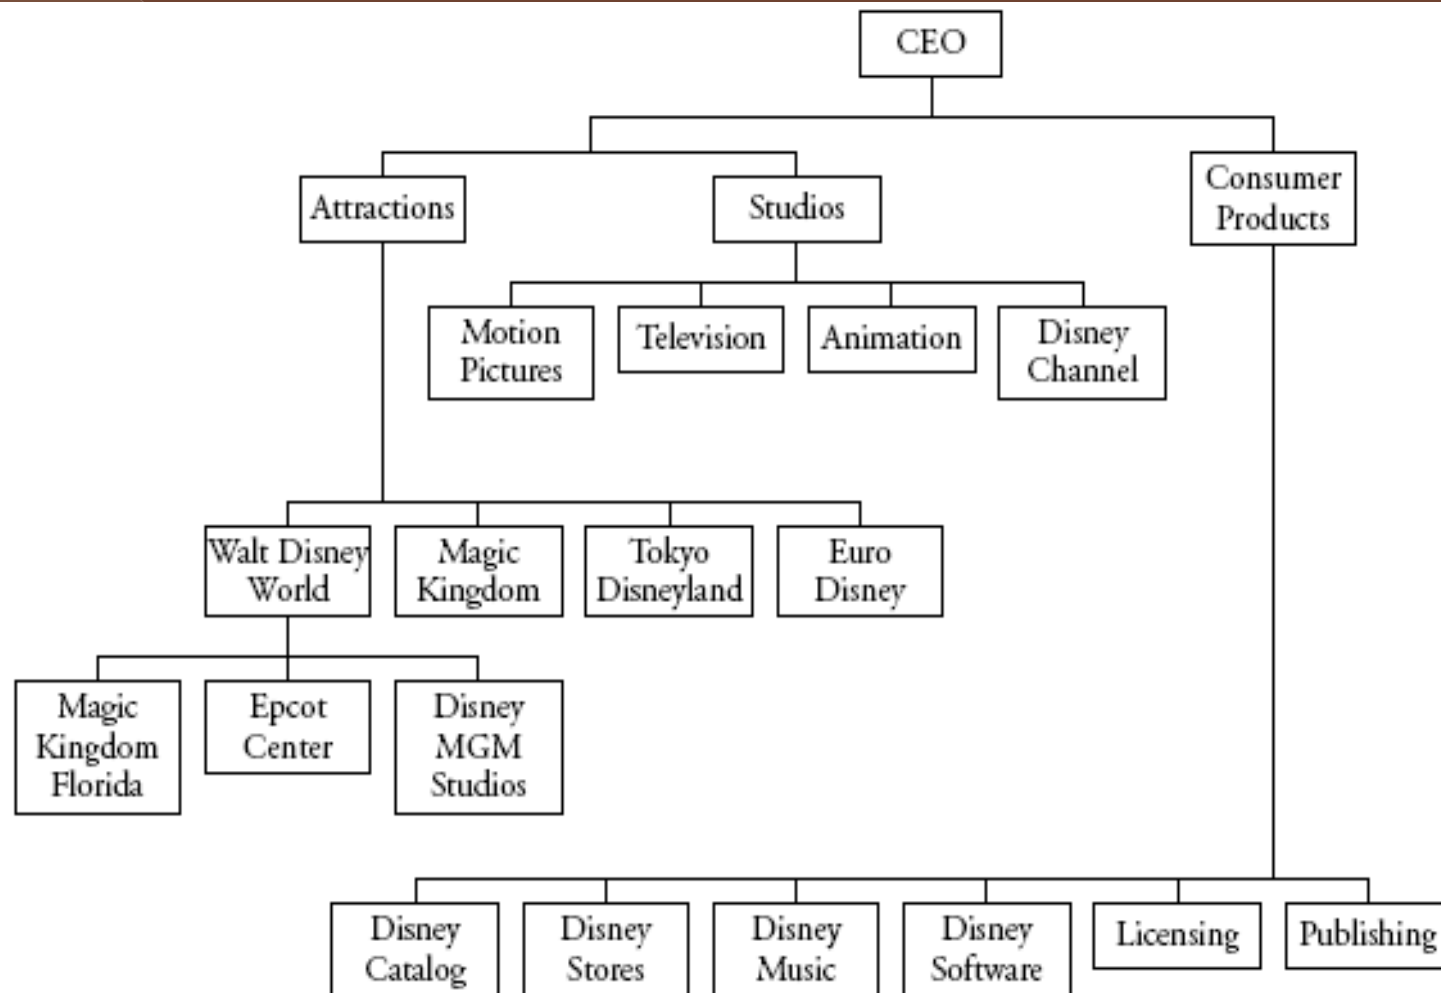 CEO
Attractions
Studios
Consumer
Products
Motion
Pictures
Television
Animation
Disney
Channel
Walt Disney
World
Magic
Kingdom
Tokyo
Disneyland
Euro
Disney
Magic
Kingdom
Florida
Epcot
Center
Disney
MGM
Studios
Disney
Catalog
Disney
Stores
Disney
Music
Disney
Software
Licensing
Publishing